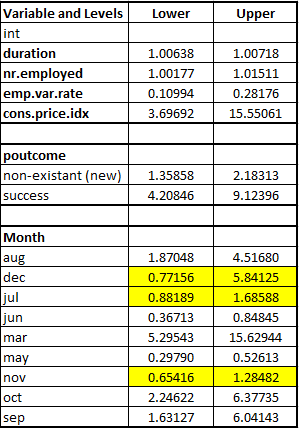 Variable and Levels Lower Upper
int
duration 1.00638 1.00718
nr.employed 1.00177 1.01511
emp.var.rate 0.10994 0.28176
cons.price.idx 3.69692 15.55061
poutcome
non-existant (new) 1.35858 2.18313
success 4.20846 9.12396
Month
aug 1.87048 4.51680
dec 0.77156 5.84125
jul 0.88189 1.68588
jun 0.36713 0.84845
mar 5.29543 15.62944
may 0.29790 0.52613
nov 0.65416 1.28482
oct 2.24622 6.37735
sep 1.63127 6.04143